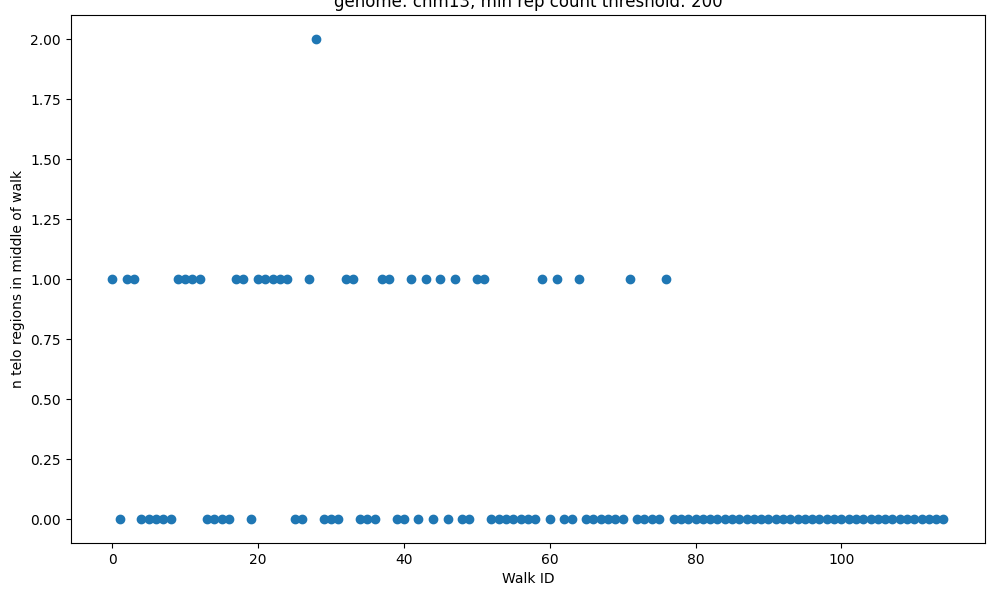 genome: chm13, min rep count threshold: 200
2.00
1.75
1.50
1.25
1.00
0.75
0.50
0.25
0.00
n telo regions in middle of walk
0 20 40 60 80 100
Walk ID